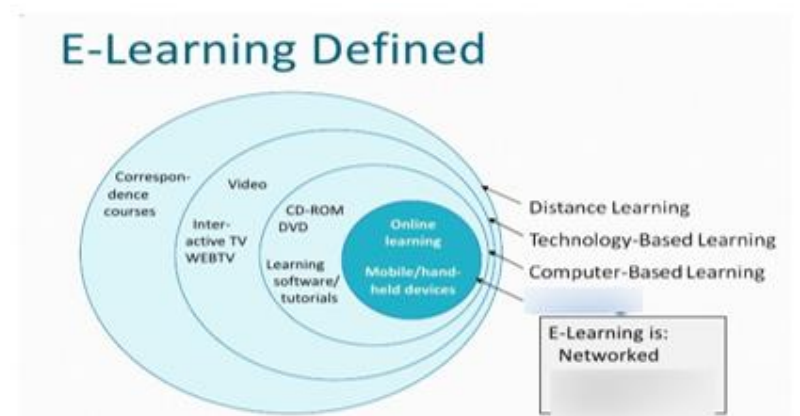 E-Learning Defined
Correspon-
dence
courses
Video
Inter-
active TV
WEBTV
CD-ROM
DVD
Learning
software/
tutorials
Online
learning
Mobile/hand-
held devices
Distance Learning
Technology-Based Learning
Computer-Based Learning
E-Learning is:
Networked